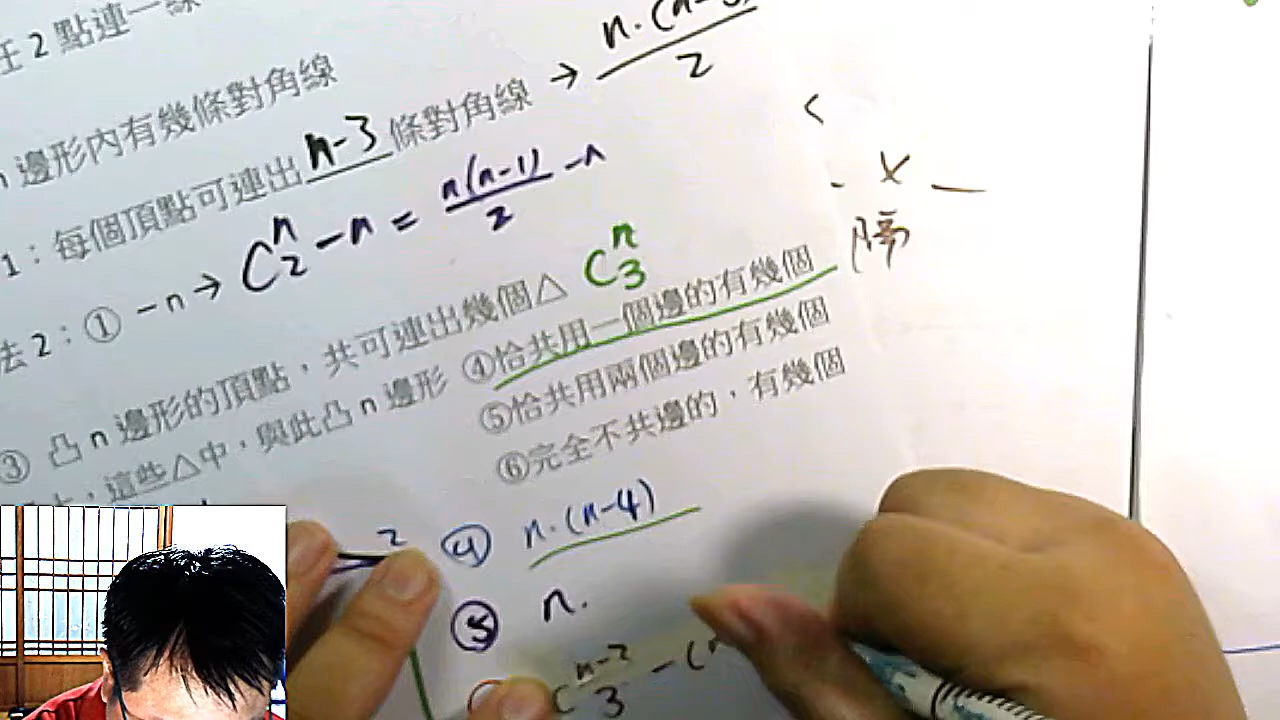 任 2 點連一線
n 邊形內有幾條對角線
1：每個頂點可連出 n-3 條對角線 → n·(n-3)/2
法 2：① -n → C^n_2 - n = n(n-1)/2 - n
③ 凸 n 邊形的頂點，共可連出幾個△ C^n_3
，這些△中，與此凸 n 邊形 ④恰共用一個邊的有幾個
⑤恰共用兩個邊的有幾個
⑥完全不共邊的，有幾個
隔
④ n·(n-4)
⑤ n.
C^{n-2}_3 - (n